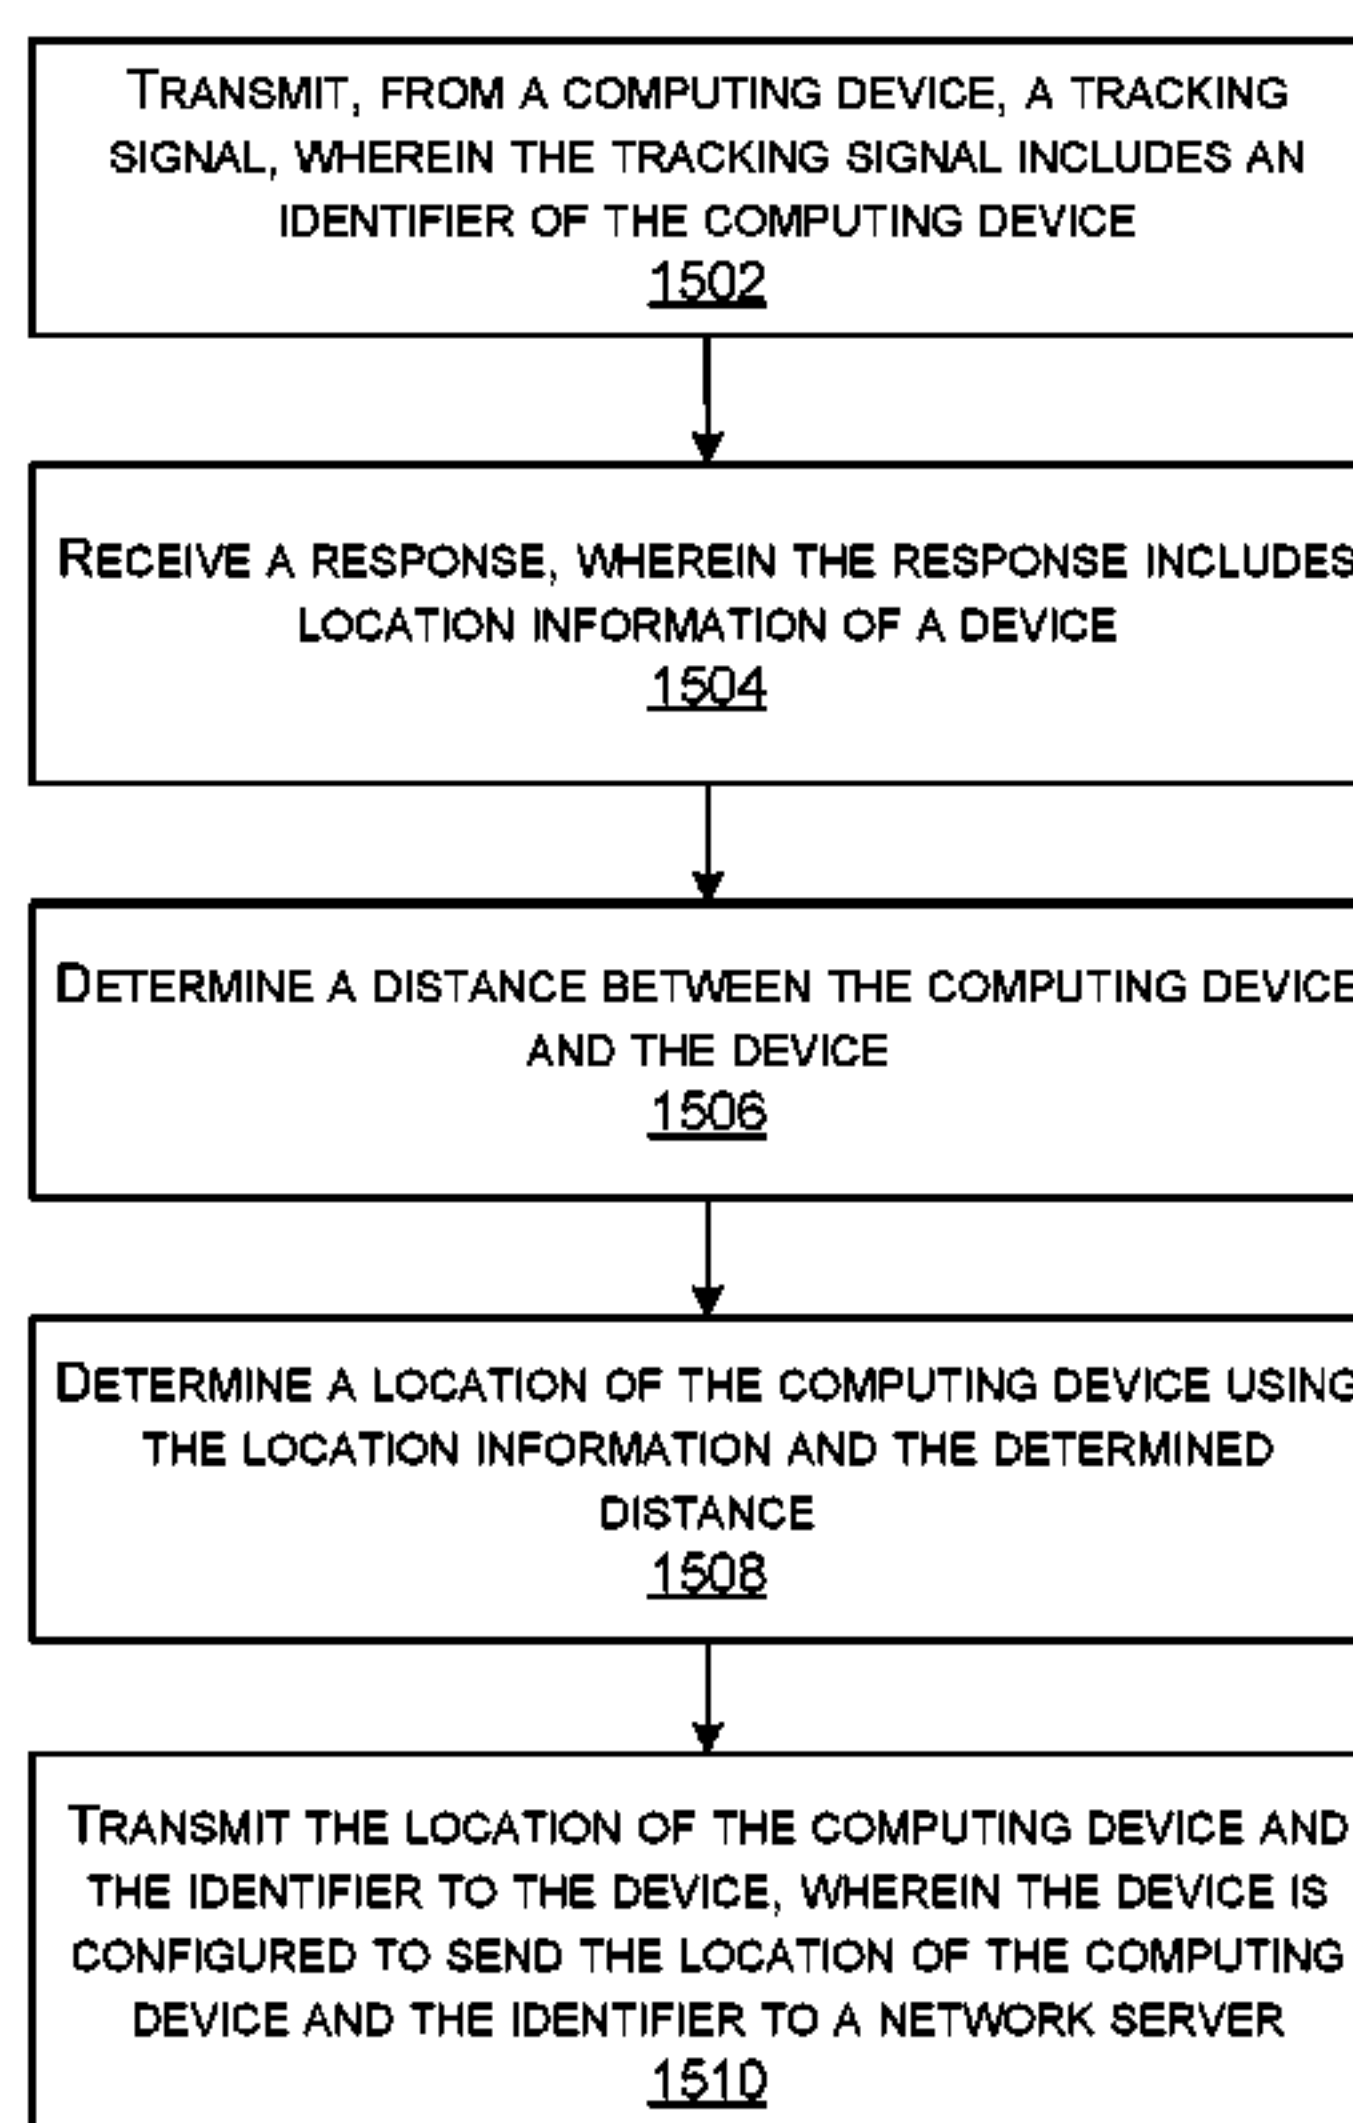 TRANSMIT, FROM A COMPUTING DEVICE, A TRACKING
SIGNAL, WHEREIN THE TRACKING SIGNAL INCLUDES AN
IDENTIFIER OF THE COMPUTING DEVICE
1502
RECEIVE A RESPONSE, WHEREIN THE RESPONSE INCLUDES
LOCATION INFORMATION OF A DEVICE
1504
DETERMINE A DISTANCE BETWEEN THE COMPUTING DEVICE
AND THE DEVICE
1506
DETERMINE A LOCATION OF THE COMPUTING DEVICE USING
THE LOCATION INFORMATION AND THE DETERMINED
DISTANCE
1508
TRANSMIT THE LOCATION OF THE COMPUTING DEVICE AND
THE IDENTIFIER TO THE DEVICE, WHEREIN THE DEVICE IS
CONFIGURED TO SEND THE LOCATION OF THE COMPUTING
DEVICE AND THE IDENTIFIER TO A NETWORK SERVER
1510